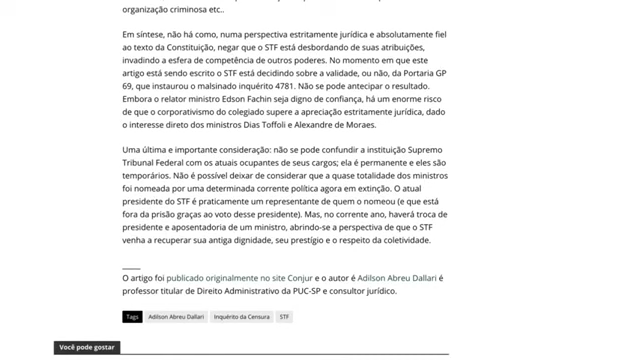 organização criminosa etc..
Em síntese, não há como, numa perspectiva estritamente jurídica e absolutamente fiel
ao texto da Constituição, negar que o STF está desbordando de suas atribuições,
invadindo a esfera de competência de outros poderes. No momento em que este
artigo está sendo escrito o STF está decidindo sobre a validade, ou não, da Portaria GP
69, que instaurou o malsinado inquérito 4781. Não se pode antecipar o resultado.
Embora o relator ministro Edson Fachin seja digno de confiança, há um enorme risco
de que o corporativismo do colegiado supere a apreciação estritamente jurídica, dado
o interesse direto dos ministros Dias Toffoli e Alexandre de Moraes.
Uma última e importante consideração: não se pode confundir a instituição Supremo
Tribunal Federal com os atuais ocupantes de seus cargos; ela é permanente e eles são
temporários. Não é possível deixar de considerar que a quase totalidade dos ministros
foi nomeada por uma determinada corrente política agora em extinção. O atual
presidente do STF é praticamente um representante de quem o nomeou (e que está
fora da prisão graças ao voto desse presidente). Mas, no corrente ano, haverá troca de
presidente e aposentadoria de um ministro, abrindo-se a perspectiva de que o STF
venha a recuperar sua antiga dignidade, seu prestígio e o respeito da coletividade.
O artigo foi publicado originalmente no site Conjur e o autor é Adilson Abreu Dallari é
professor titular de Direito Administrativo da PUC-SP e consultor jurídico.
Tags Adilson Abreu Dallari Inquérito da Censura STF
Você pode gostar